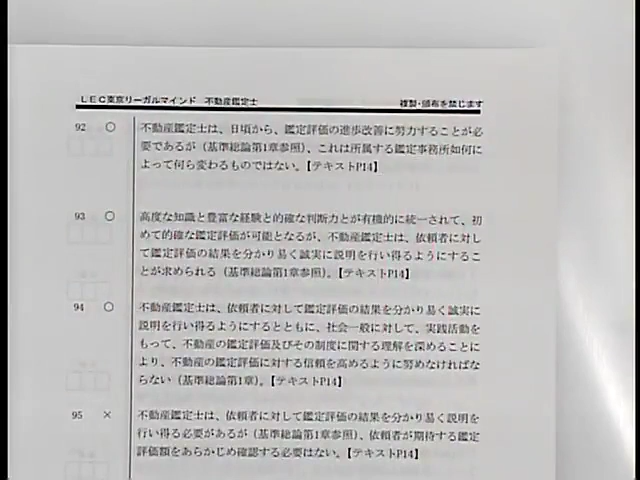 LEC東京リーガルマインド 不動産鑑定士 複製・頒布を禁じます
92 ○ 不動産鑑定士は、日頃から、鑑定評価の進歩改善に努力することが必
要であるが（基準総論第1章参照）、これは所属する鑑定事務所如何に
よって何ら変わるものではない。【テキストP14】
93 ○ 高度な知識と豊富な経験と的確な判断力とが有機的に統一されて、初
めて的確な鑑定評価が可能となるが、不動産鑑定士は、依頼者に対し
て鑑定評価の結果を分かり易く誠実に説明を行い得るようにするこ
とが求められる（基準総論第1章参照）。【テキストP14】
94 ○ 不動産鑑定士は、依頼者に対して鑑定評価の結果を分かり易く誠実に
説明を行い得るようにするとともに、社会一般に対して、実践活動を
もって、不動産の鑑定評価及びその制度に関する理解を深めることに
より、不動産の鑑定評価に対する信頼を高めるように努めなければな
らない（基準総論第1章）。【テキストP14】
95 × 不動産鑑定士は、依頼者に対して鑑定評価の結果を分かり易く説明を
行い得る必要があるが（基準総論第1章参照）、依頼者が期待する鑑定
評価額をあらかじめ確認する必要はない。【テキストP14】